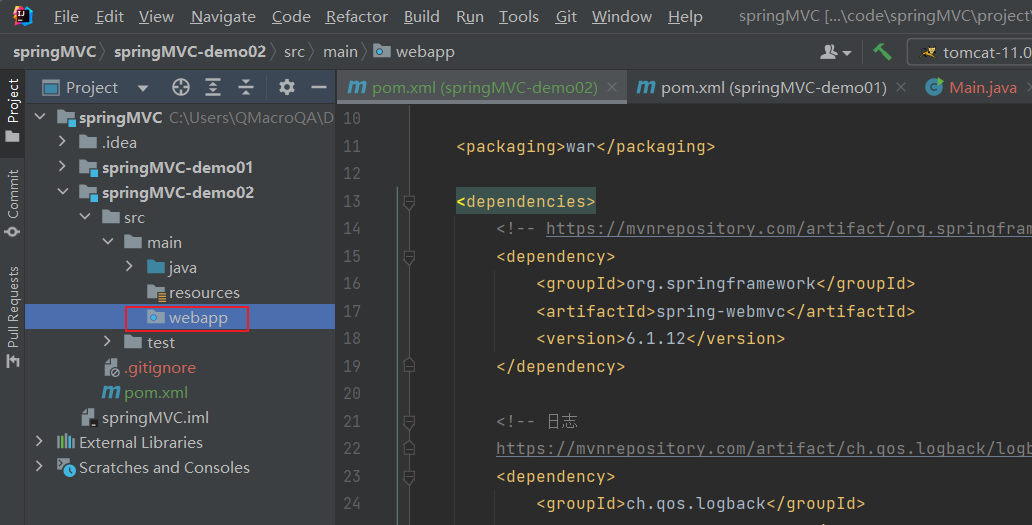 File Edit View Navigate Code Refactor Build Run Tools Git Window Help springMVC [...\code\springMVC\project\
springMVC springMVC-demo02 src main webapp tomcat-11.0
Project
Commit
Pull Requests
Project
springMVC C:\Users\QMacroQA\D
.idea
springMVC-demo01
springMVC-demo02
src
main
java
resources
webapp
test
.gitignore
pom.xml
springMVC.iml
External Libraries
Scratches and Consoles
pom.xml (springMVC-demo02) pom.xml (springMVC-demo01) Main.java
10
11 <packaging>war</packaging>
12
13 <dependencies>
14 <!-- https://mvnrepository.com/artifact/org.springfram
15 <dependency>
16 <groupId>org.springframework</groupId>
17 <artifactId>spring-webmvc</artifactId>
18 <version>6.1.12</version>
19 </dependency>
20
21 <!-- 日志
22 https://mvnrepository.com/artifact/ch.qos.logback/logb
23 <dependency>
24 <groupId>ch.qos.logback</groupId>